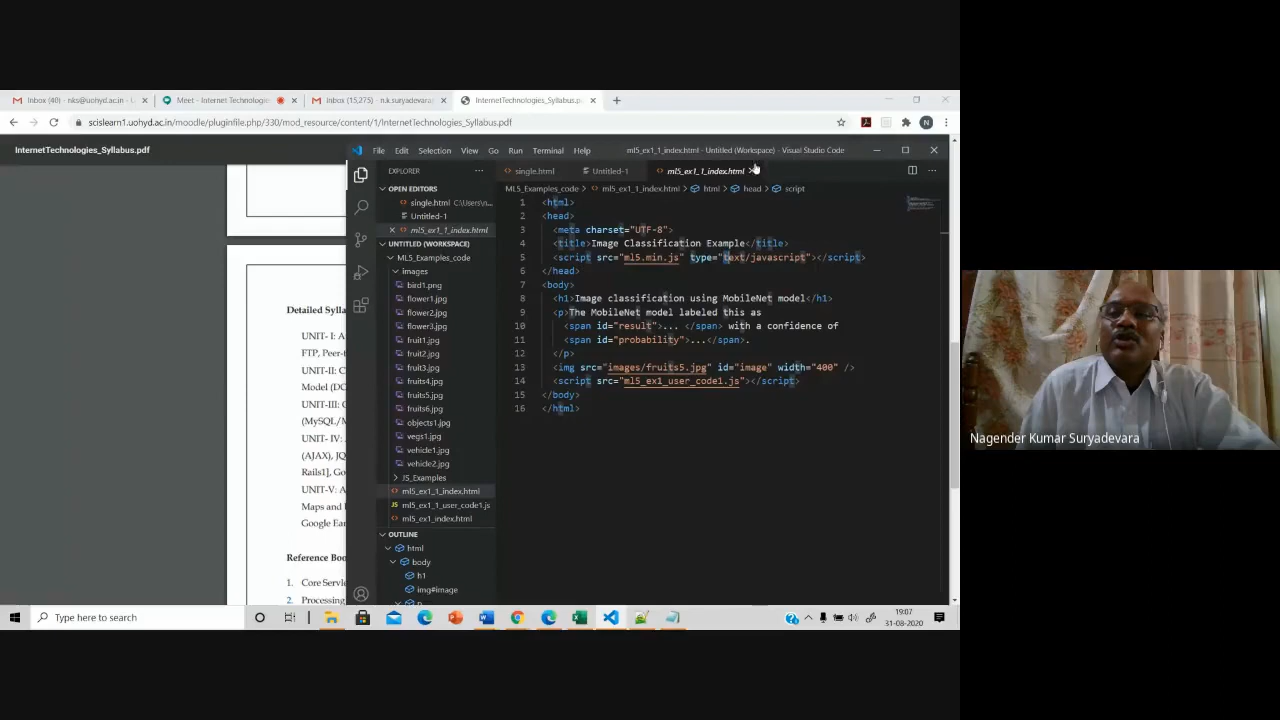 Inbox (40) - nks@uohyd.ac.in -
Meet – Internet Technologie
Inbox (15,275) - n.k.suryadevara
InternetTechnologies_Syllabus.p
scislearn1.uohyd.ac.in/moodle/pluginfile.php/330/mod_resource/content/1/InternetTechnologies_Syllabus.pdf
N
InternetTechnologies_Syllabus.pdf
File Edit Selection View Go Run Terminal Help
ml5_ex1_1_index.html - Untitled (Workspace) - Visual Studio Code
EXPLORER
single.html
Untitled-1
ml5_ex1_1_index.html
ML5_Examples_code > ml5_ex1_1_index.html > html > head > script
OPEN EDITORS
single.html C:\Users\n...
Untitled-1
ml5_ex1_1_index.html
UNTITLED (WORKSPACE)
ML5_Examples_code
images
bird1.png
flower1.jpg
flower2.jpg
flower3.jpg
fruit1.jpg
fruit2.jpg
fruit3.jpg
fruits4.jpg
fruits5.jpg
fruits6.jpg
objects1.jpg
vegs1.jpg
vehicle1.jpg
vehicle2.jpg
JS_Examples
ml5_ex1_1_index.html
ml5_ex1_1_user_code1.js
ml5_ex1_index.html
OUTLINE
html
body
h1
img#image
p
1 <html>
2 <head>
3 <meta charset="UTF-8">
4 <title>Image Classification Example</title>
5 <script src="ml5.min.js" type="text/javascript"></script>
6 </head>
7 <body>
8 <h1>Image classification using MobileNet model</h1>
9 <p>The MobileNet model labeled this as
10 <span id="result">... </span> with a confidence of
11 <span id="probability">...</span>.
12 </p>
13 <img src="images/fruits5.jpg" id="image" width="400" />
14 <script src="ml5_ex1_user_code1.js"></script>
15 </body>
16 </html>
Detailed Sylla
UNIT- I: A
FTP, Peer-t
UNIT-II: C
Model (DO
UNIT-III: C
(MySQL/M
UNIT- IV: A
(AJAX), JQ
Rails1], Go
UNIT-V: A
Maps and
Google Ear
Reference Boo
1. Core Servle
2. Processing
Nagender Kumar Suryadevara
Type here to search
19:07
31-08-2020